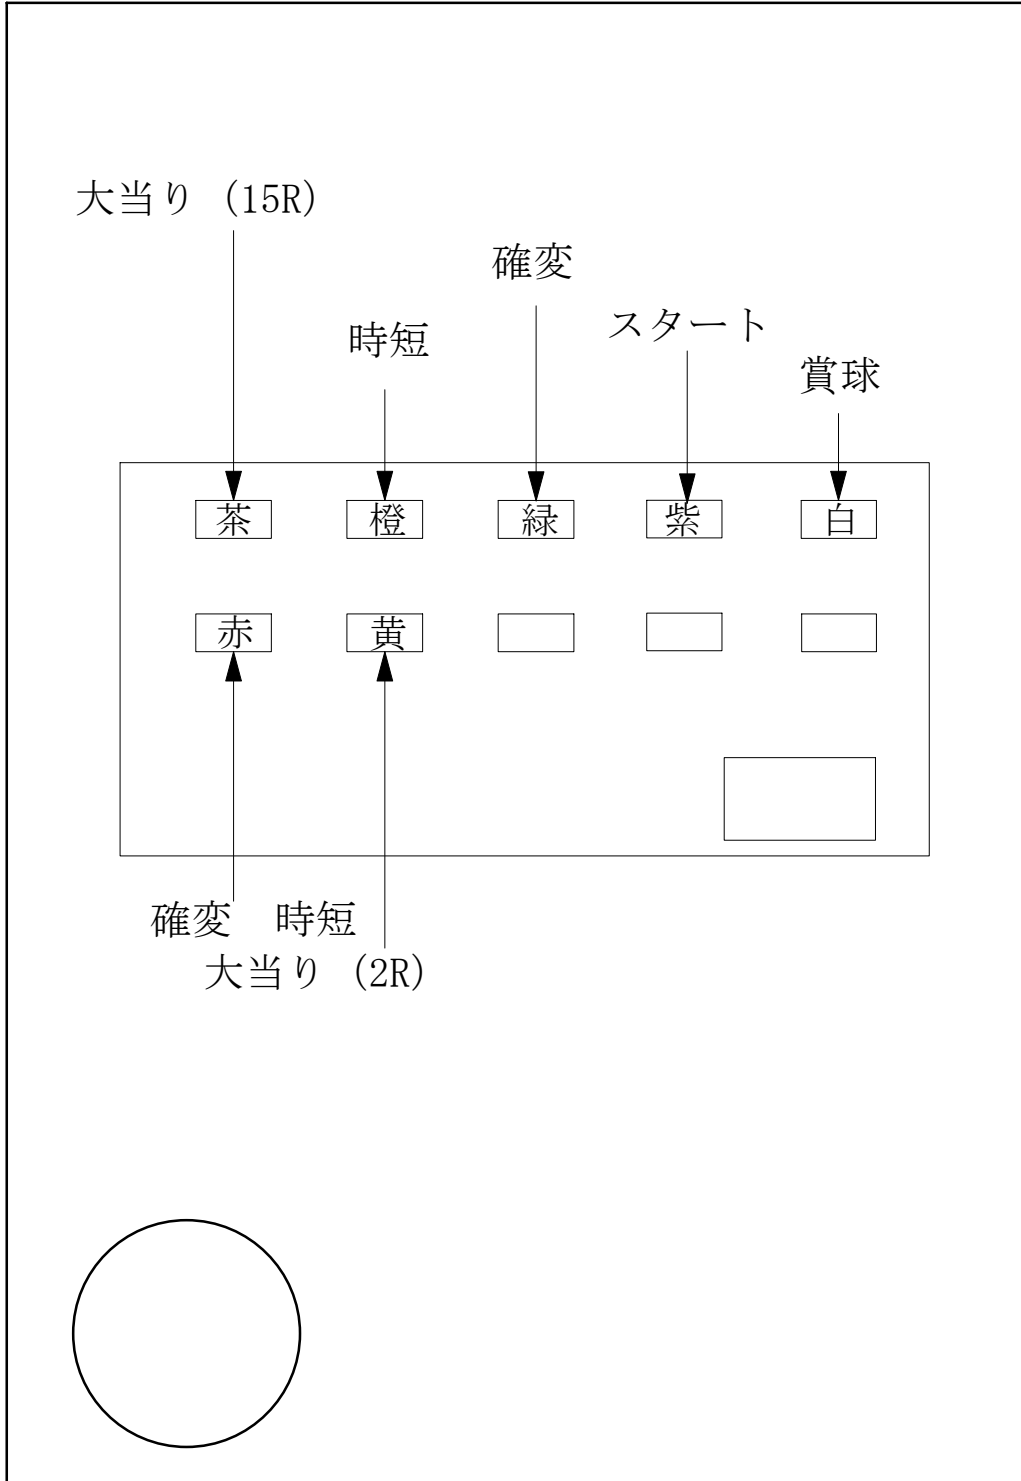 大当り (15R)
確変
スタート
時短
賞球
茶 橙 緑 紫 白
赤 黄
確変 時短
大当り (2R)